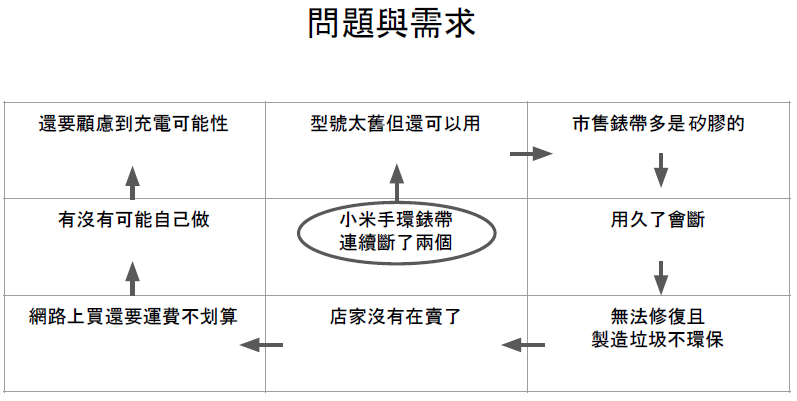 問題與需求
還要顧慮到充電可能性
型號太舊但還可以用
市售錶帶多是矽膠的
有沒有可能自己做
小米手環錶帶
連續斷了兩個
用久了會斷
網路上買還要運費不划算
店家沒有在賣了
無法修復且
製造垃圾不環保